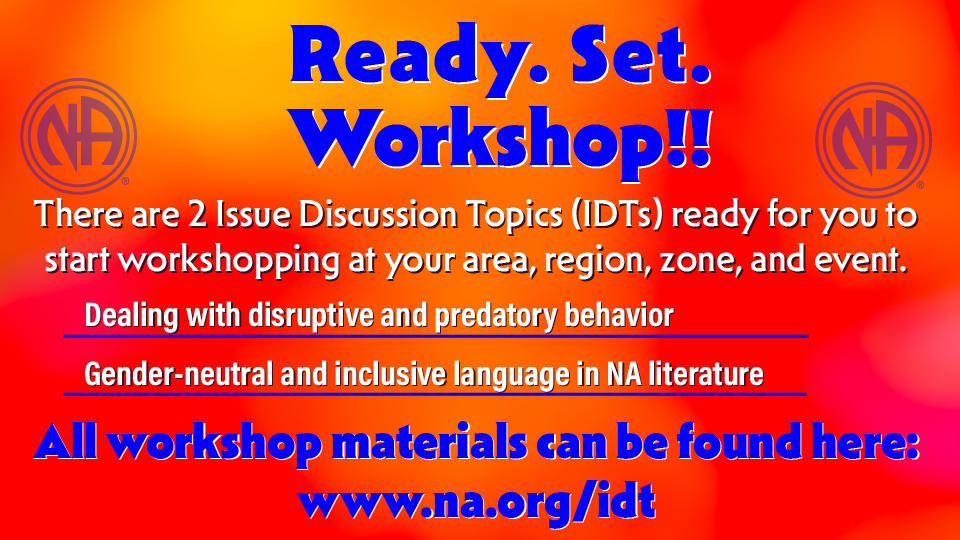 Ready. Set.
Workshop!!
NA ®
NA ®
There are 2 Issue Discussion Topics (IDTs) ready for you to
start workshopping at your area, region, zone, and event.
Dealing with disruptive and predatory behavior
Gender-neutral and inclusive language in NA literature
All workshop materials can be found here:
www.na.org/idt